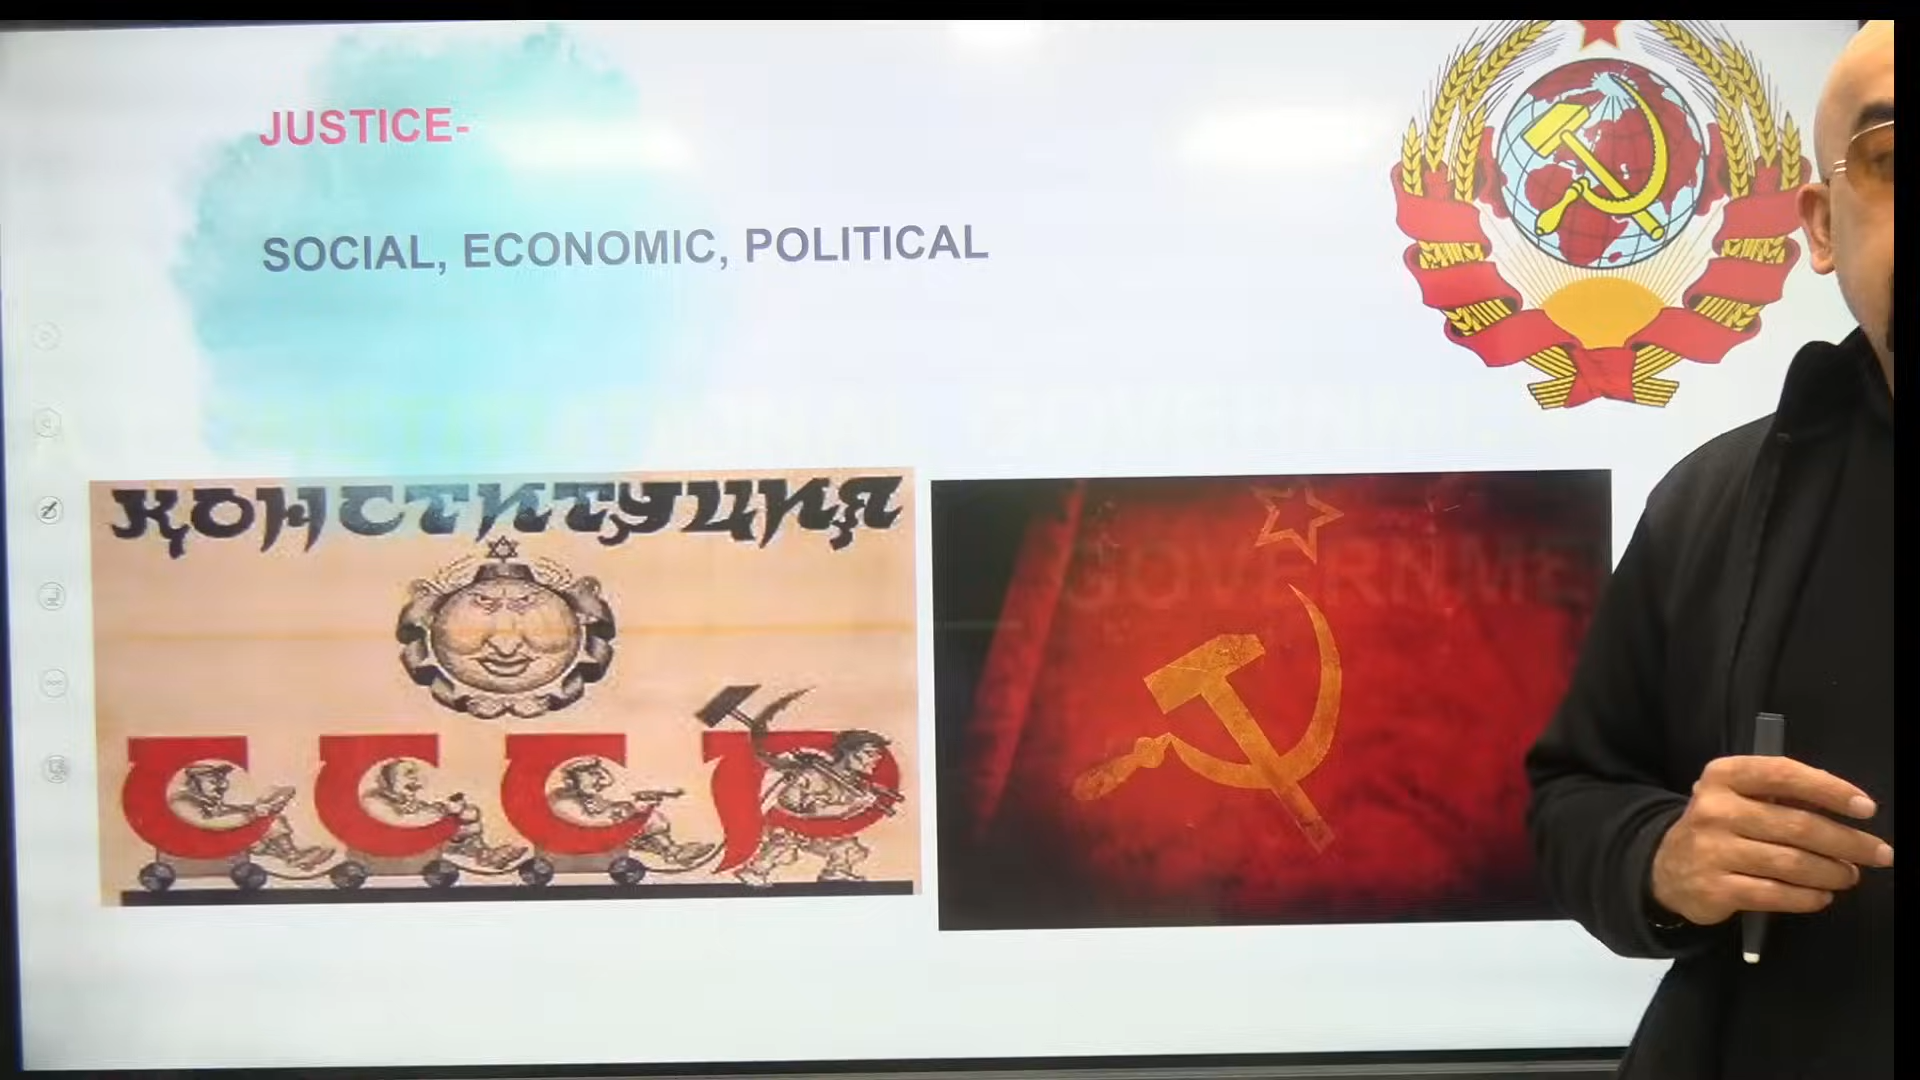 JUSTICE-
SOCIAL, ECONOMIC, POLITICAL
КОНСТИТУЦИЯ
СССР